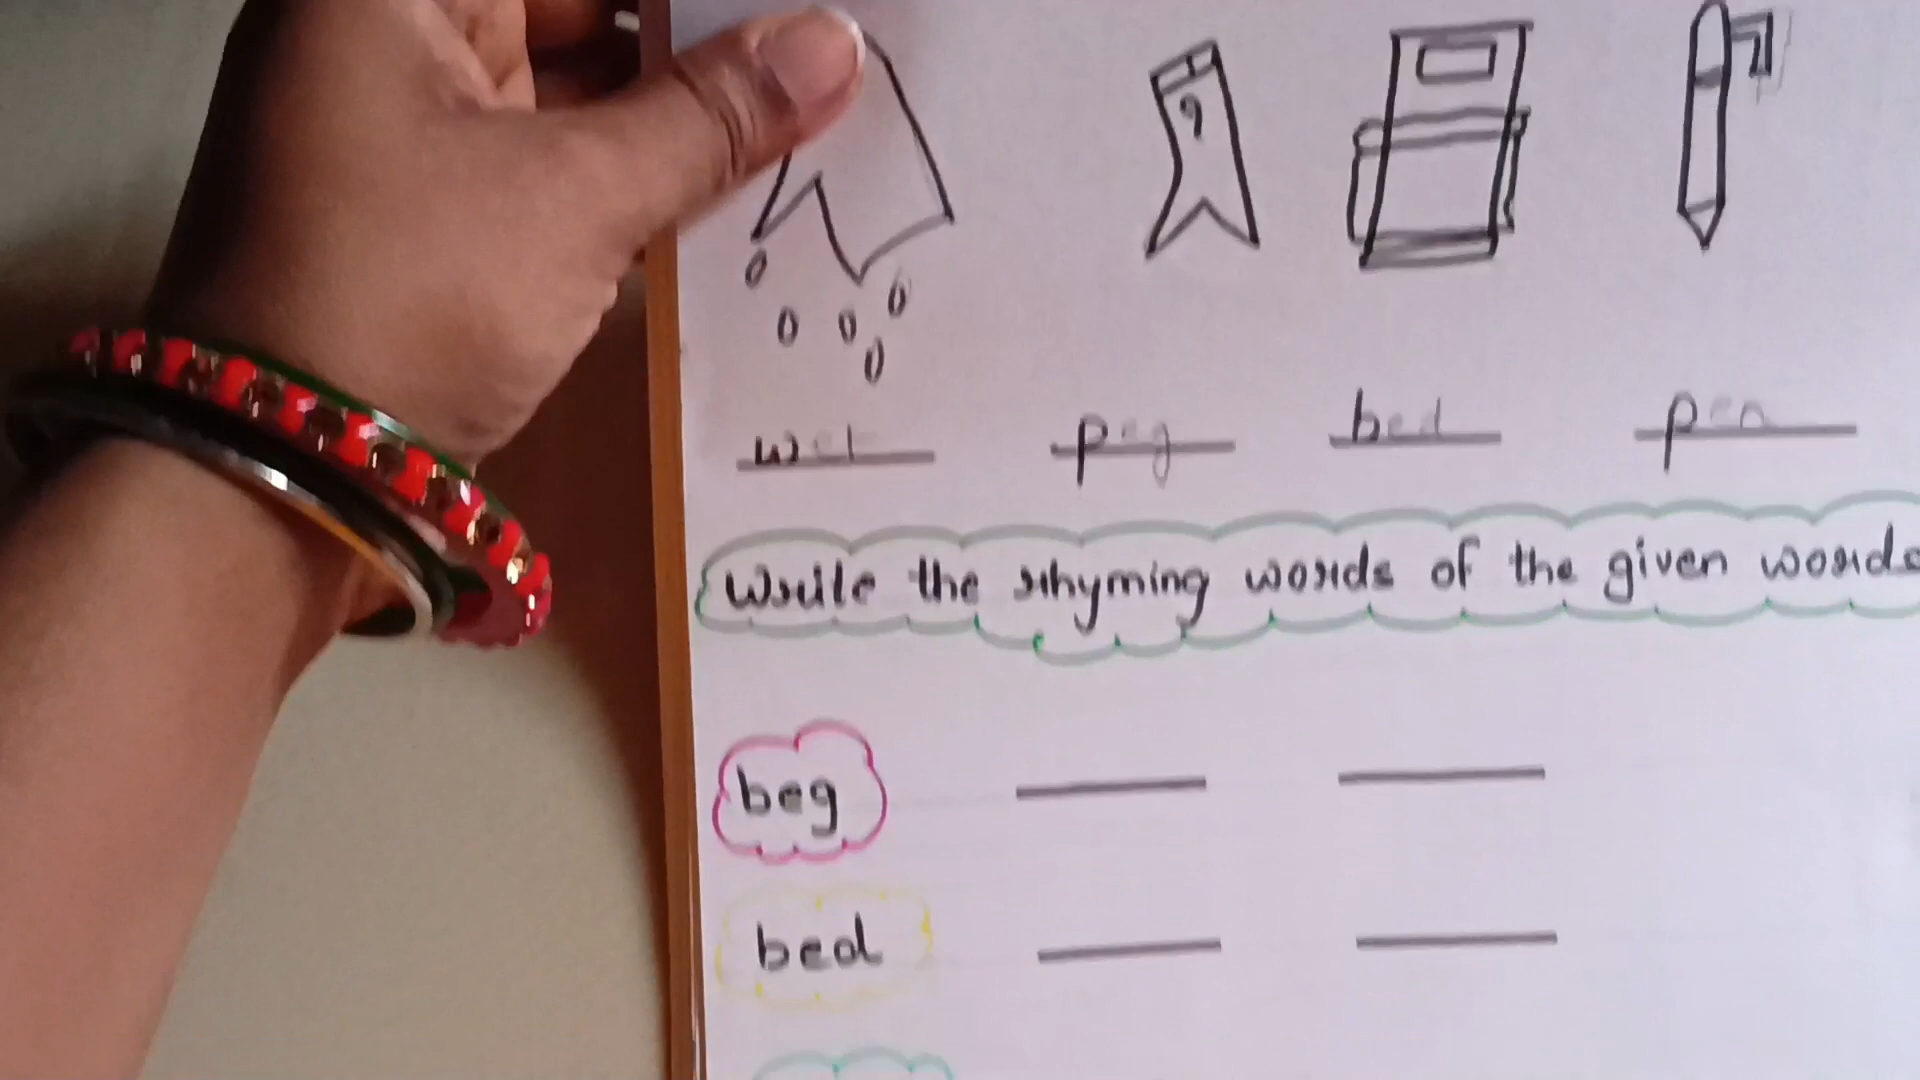 wet peg bed pen
Write the rhyming words of the given words
beg
bed